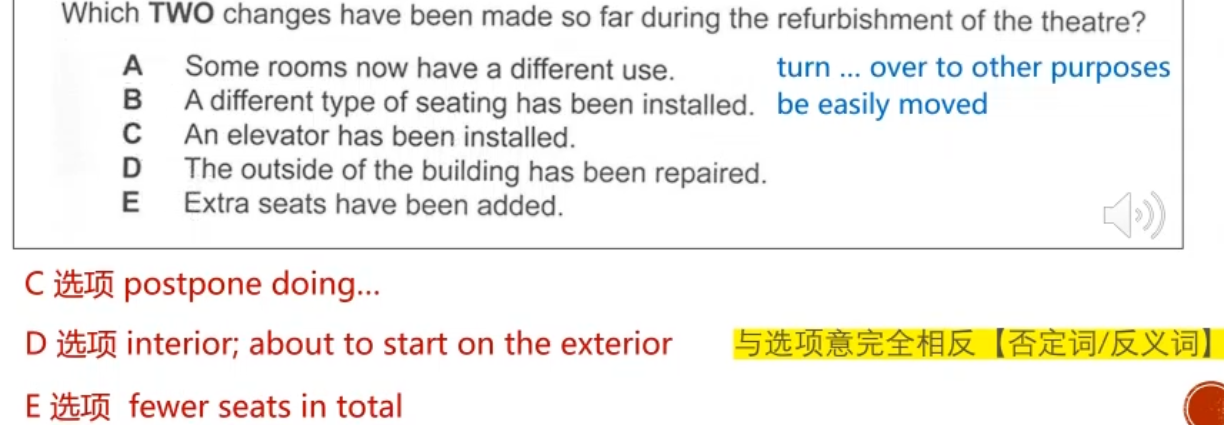 Which TWO changes have been made so far during the refurbishment of the theatre?
A Some rooms now have a different use. turn ... over to other purposes
B A different type of seating has been installed. be easily moved
C An elevator has been installed.
D The outside of the building has been repaired.
E Extra seats have been added.
C 选项 postpone doing...
D 选项 interior; about to start on the exterior 与选项意完全相反【否定词/反义词】
E 选项 fewer seats in total